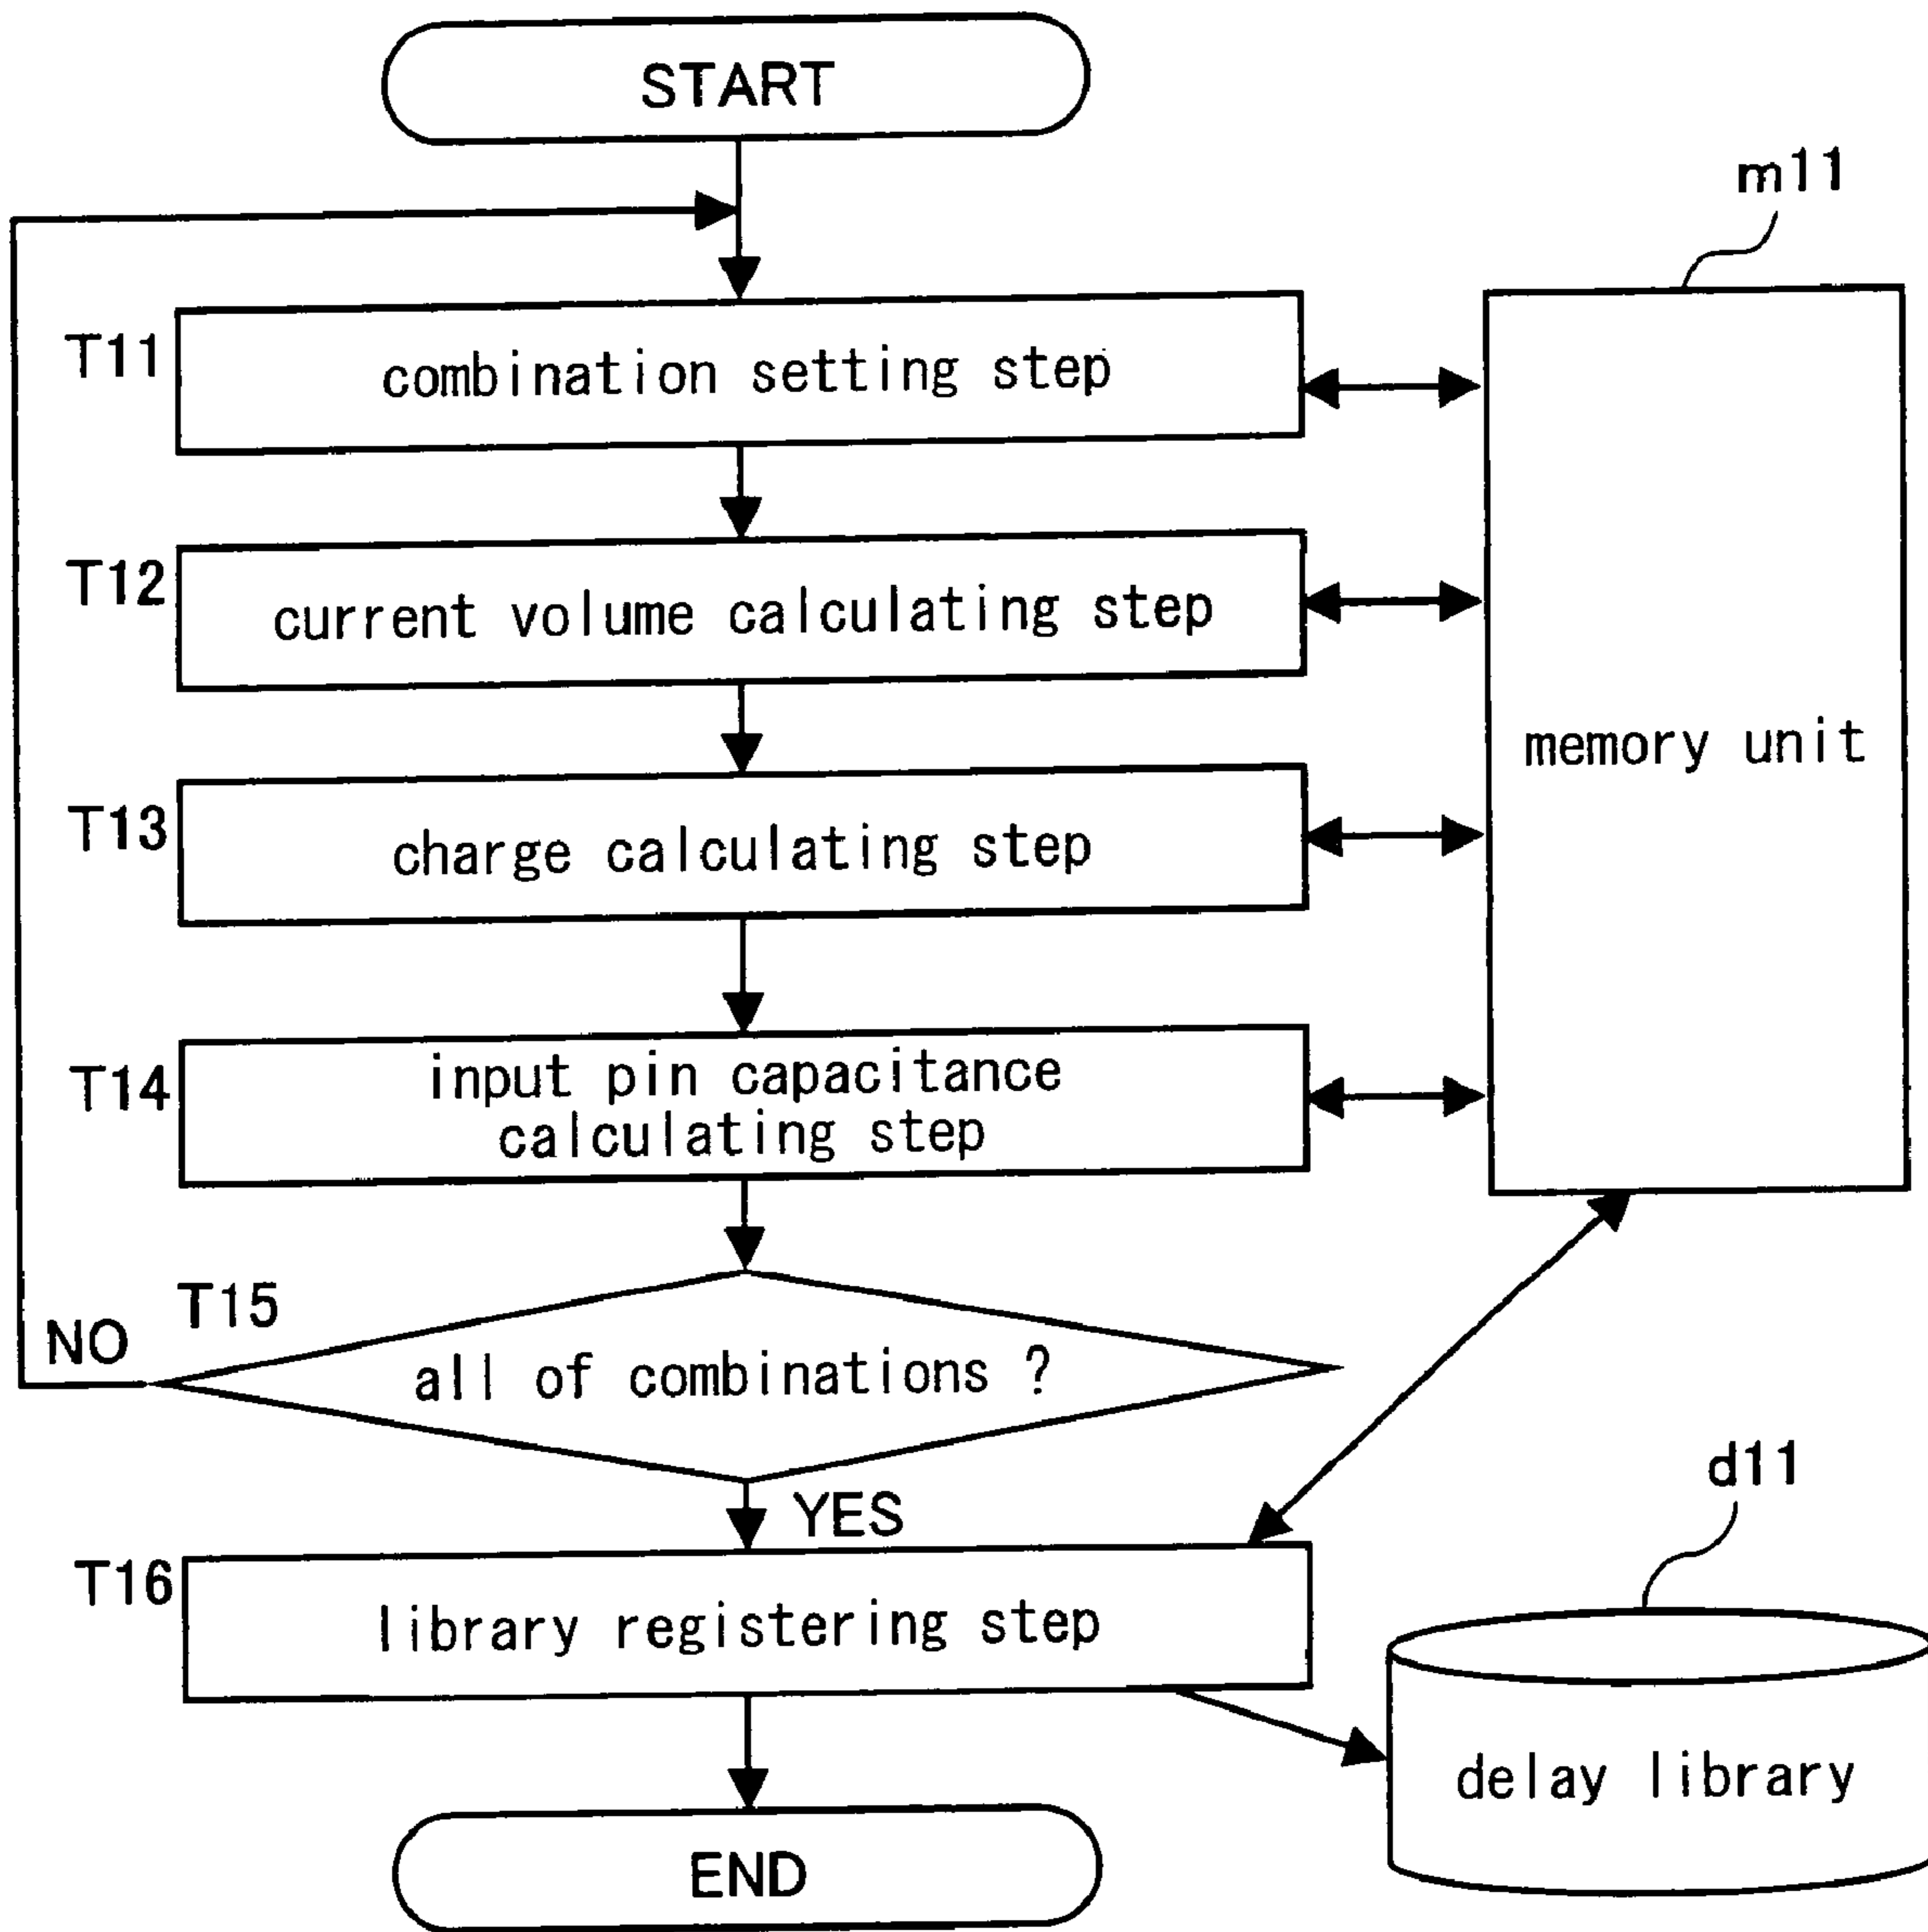 START
m11
T11
combination setting step
T12
current volume calculating step
memory unit
T13
charge calculating step
T14
input pin capacitance
calculating step
T15
NO
all of combinations ?
d11
YES
T16
library registering step
delay library
END